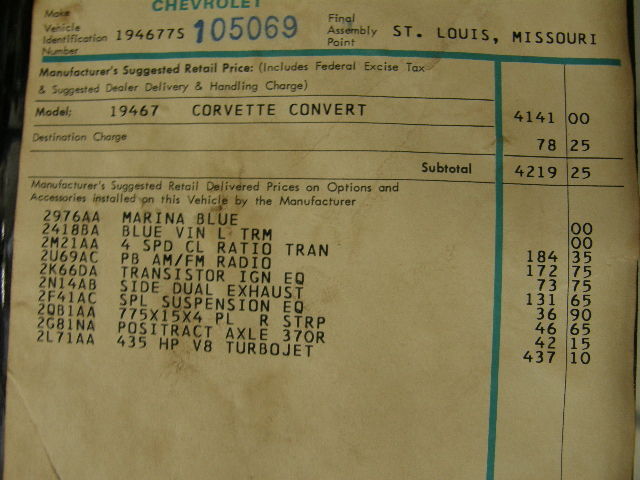 CHEVROLET
Make
Vehicle Identification Number 194677S 105069 Final Assembly Point ST. LOUIS, MISSOURI
Manufacturer's Suggested Retail Price: (Includes Federal Excise Tax
& Suggested Dealer Delivery & Handling Charge)
Model: 19467 CORVETTE CONVERT 4141 00
Destination Charge 78 25
Subtotal 4219 25
Manufacturer's Suggested Retail Delivered Prices on Options and
Accessories installed on this Vehicle by the Manufacturer
2976AA MARINA BLUE 00
2418BA BLUE VIN L TRM 00
2M21AA 4 SPD CL RATIO TRAN 184 35
2U69AC PB AM/FM RADIO 172 75
2K66DA TRANSISTOR IGN EQ 73 75
2N14AB SIDE DUAL EXHAUST 131 65
2F41AC SPL SUSPENSION EQ 36 90
2QB1AA 775X15X4 PL R STRP 46 65
2G81NA POSITRACT AXLE 370R 42 15
2L71AA 435 HP V8 TURBOJET 437 10